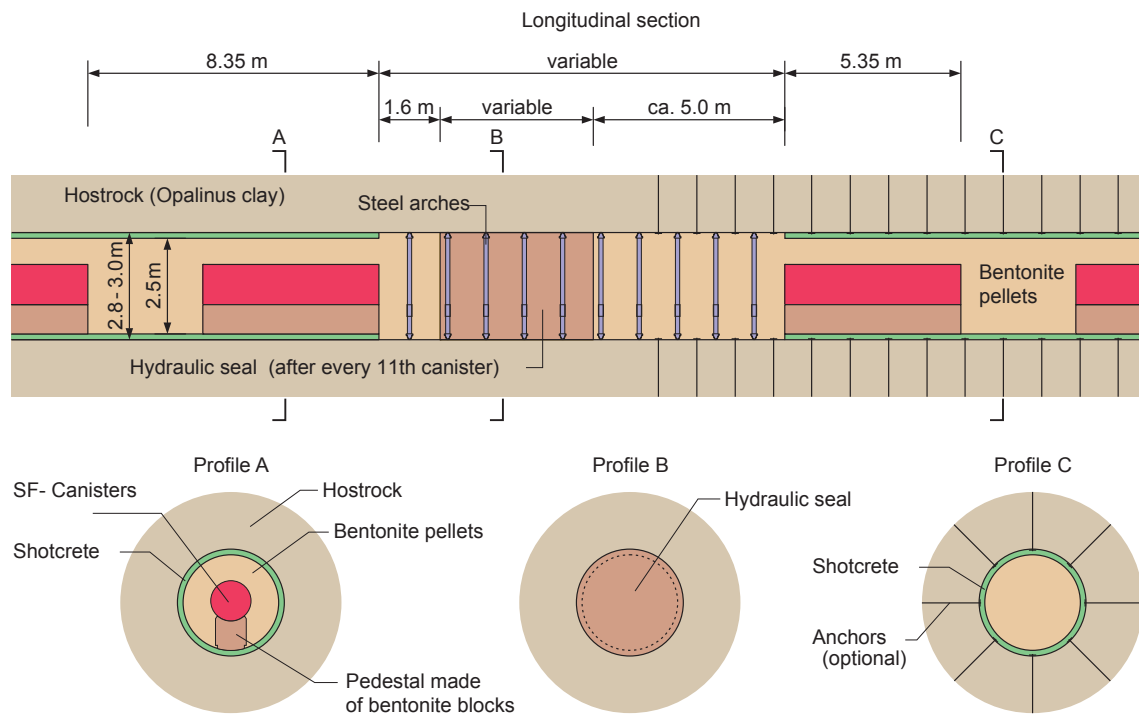 Longitudinal section
8.35 m
variable
5.35 m
1.6 m
variable
ca. 5.0 m
A
B
C
Hostrock (Opalinus clay)
Steel arches
2.8 - 3.0m
2.5m
Bentonite
pellets
Hydraulic seal (after every 11th canister)
Profile A
Profile B
Profile C
SF- Canisters
Hostrock
Bentonite pellets
Shotcrete
Pedestal made
of bentonite blocks
Hydraulic seal
Shotcrete
Anchors
(optional)